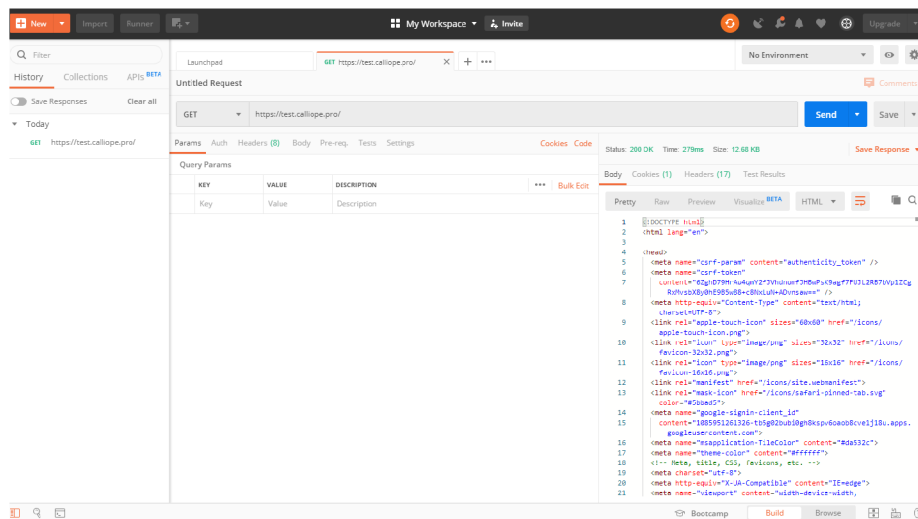 New Import Runner My Workspace Invite Upgrade
Filter
History Collections APIs BETA
Save Responses Clear all
Today
GET https://test.calliope.pro/
Launchpad GET https://test.calliope.pro/ X + •••
No Environment
Untitled Request
Comments
GET https://test.calliope.pro/ Send Save
Params Auth Headers (8) Body Pre-req. Tests Settings Cookies Code
Query Params
KEY VALUE DESCRIPTION ••• Bulk Edit
Key Value Description
Status: 200 OK Time: 279ms Size: 12.68 KB Save Response
Body Cookies (1) Headers (17) Test Results
Pretty Raw Preview Visualize BETA HTML
1 <!DOCTYPE html>
2 <html lang="en">
3
4 <head>
5 <meta name="csrf-param" content="authenticity_token" />
6 <meta name="csrf-token"
7
8 <meta http-equiv="Content-Type" content="text/html;
charset=UTF-8">
9 <link rel="apple-touch-icon" sizes="60x60" href="/icons/
apple-touch-icon.png">
10 <link rel="icon" type="image/png" sizes="32x32" href="/icons/
favicon-32x32.png">
11 <link rel="icon" type="image/png" sizes="16x16" href="/icons/
favicon-16x16.png">
12 <link rel="manifest" href="/icons/site.webmanifest">
13 <link rel="mask-icon" href="/icons/safari-pinned-tab.svg"
color="#5bbad5">
14 <meta name="google-signin-client_id"
15
googleusercontent.com">
16 <meta name="msapplication-TileColor" content="#da532c">
17 <meta name="theme-color" content="#ffffff">
18 <!-- Meta, title, CSS, favicons, etc. -->
19 <meta charset="utf-8">
20 <meta http-equiv="X-UA-Compatible" content="IE=edge">
21 <meta name="viewport" content="width=device-width,
Bootcamp Build Browse